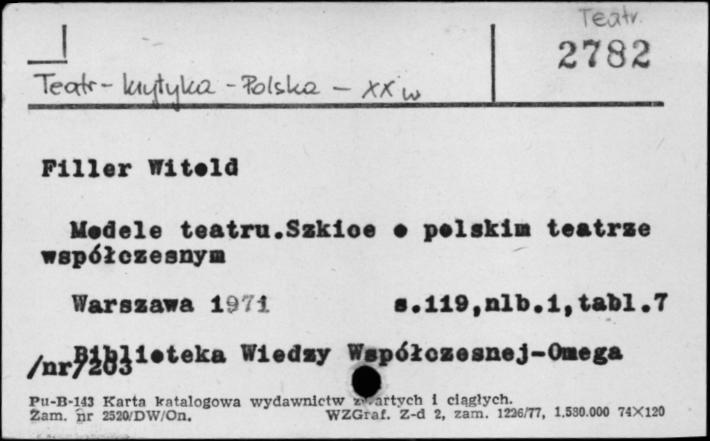 Teatr.
2782
Teatr - krytyka - Polska - XX w
Filler Witold
Modele teatru.Szkice o polskim teatrze
współczesnym
Warszawa 1971 s.119,nlb.1,tabl.7
Biblioteka Wiedzy Współczesnej-Omega
/nr/203
Pu-B-143 Karta katalogowa wydawnictw zwartych i ciągłych.
Zam. nr 2520/DW/On. WZGraf. Z-d 2, zam. 1226/77, 1.530.000 74×120